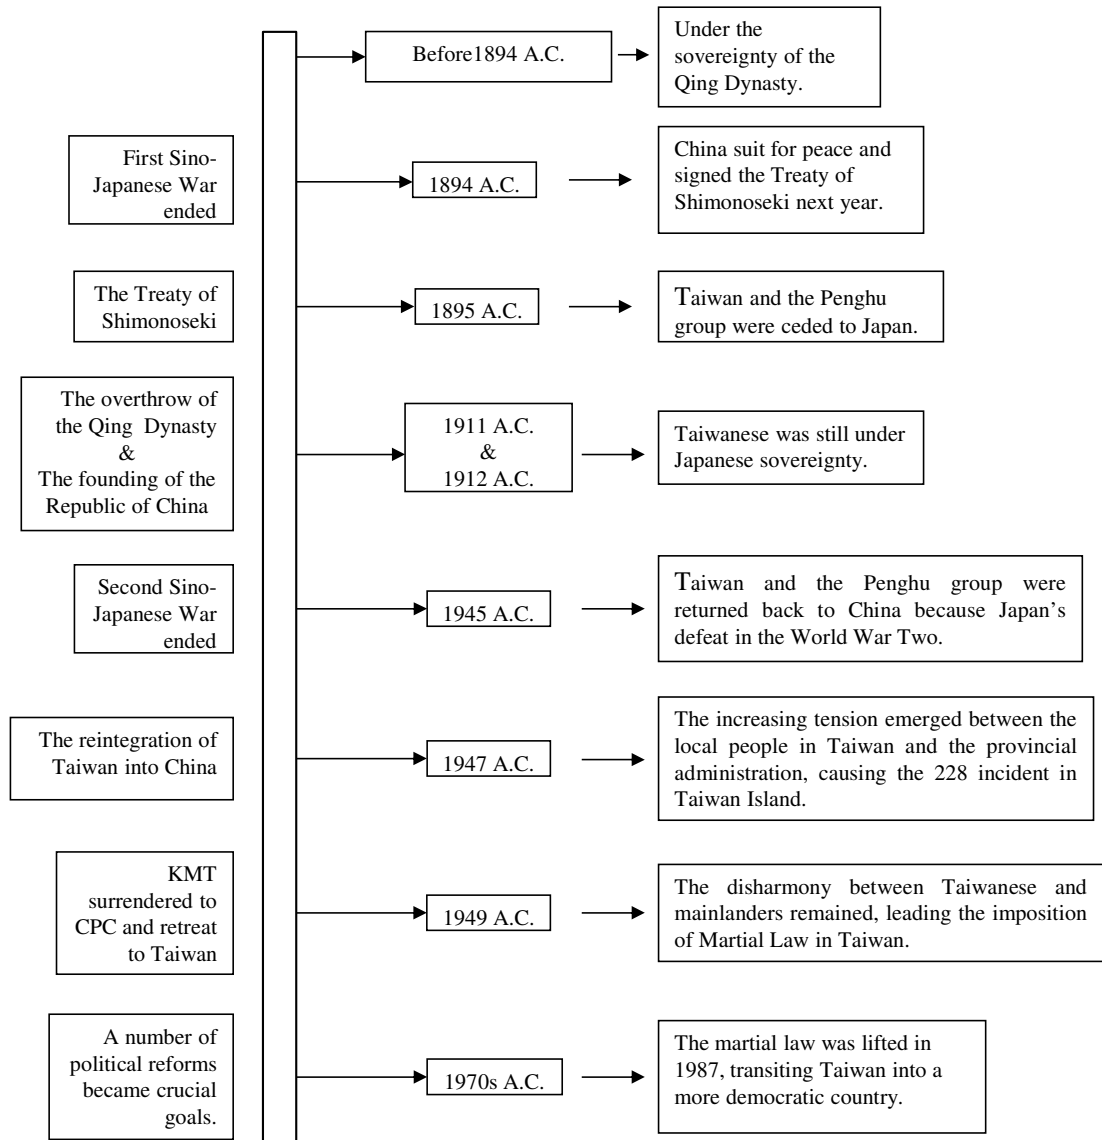 Before1894 A.C.
Under the
sovereignty of the
Qing Dynasty.
First Sino-
Japanese War
ended
1894 A.C.
China suit for peace and
signed the Treaty of
Shimonoseki next year.
The Treaty of
Shimonoseki
1895 A.C.
Taiwan and the Penghu
group were ceded to Japan.
The overthrow of
the Qing Dynasty
&
The founding of the
Republic of China
1911 A.C.
&
1912 A.C.
Taiwanese was still under
Japanese sovereignty.
Second Sino-
Japanese War
ended
1945 A.C.
Taiwan and the Penghu group were
returned back to China because Japan’s
defeat in the World War Two.
The reintegration of
Taiwan into China
1947 A.C.
The increasing tension emerged between the
local people in Taiwan and the provincial
administration, causing the 228 incident in
Taiwan Island.
KMT
surrendered to
CPC and retreat
to Taiwan
1949 A.C.
The disharmony between Taiwanese and
mainlanders remained, leading the imposition
of Martial Law in Taiwan.
A number of
political reforms
became crucial
goals.
1970s A.C.
The martial law was lifted in
1987, transiting Taiwan into a
more democratic country.